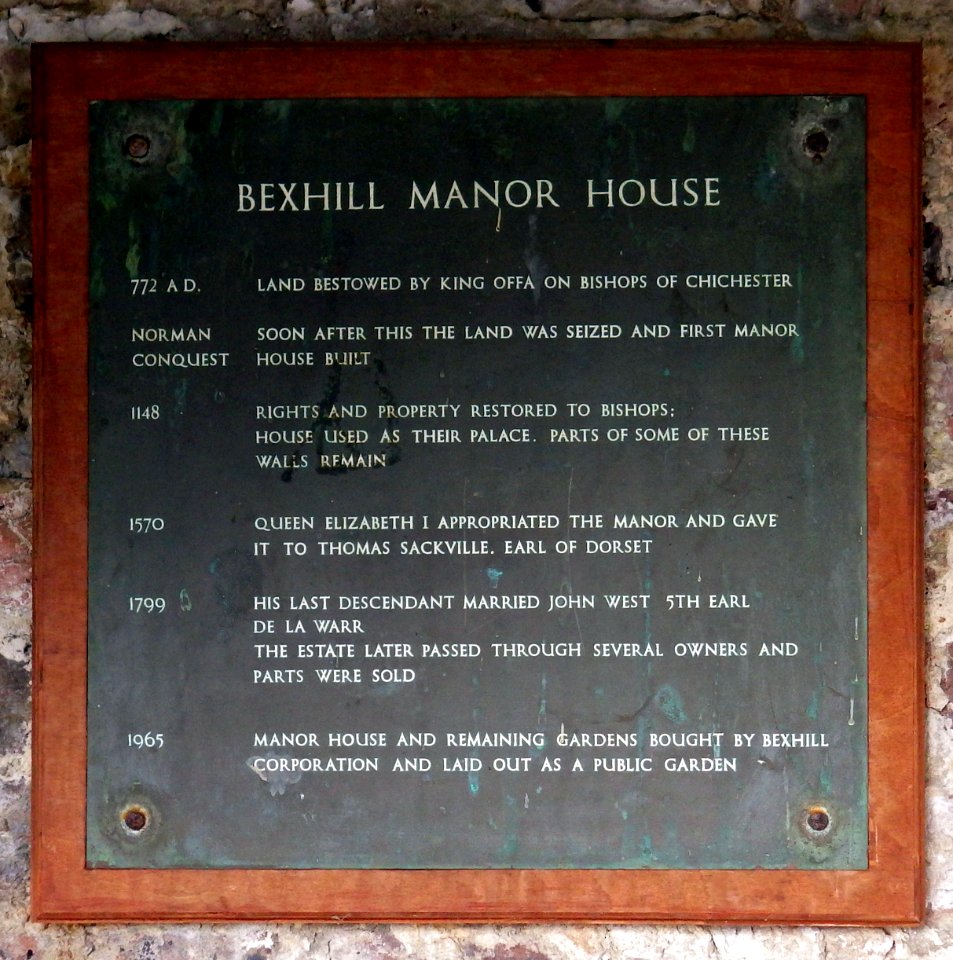 BEXHILL MANOR HOUSE
772 A.D. LAND BESTOWED BY KING OFFA ON BISHOPS OF CHICHESTER
NORMAN SOON AFTER THIS THE LAND WAS SEIZED AND FIRST MANOR
CONQUEST HOUSE BUILT
1148 RIGHTS AND PROPERTY RESTORED TO BISHOPS;
HOUSE USED AS THEIR PALACE. PARTS OF SOME OF THESE
WALLS REMAIN
1570 QUEEN ELIZABETH I APPROPRIATED THE MANOR AND GAVE
IT TO THOMAS SACKVILLE. EARL OF DORSET
1799 HIS LAST DESCENDANT MARRIED JOHN WEST 5TH EARL
DE LA WARR
THE ESTATE LATER PASSED THROUGH SEVERAL OWNERS AND
PARTS WERE SOLD
1965 MANOR HOUSE AND REMAINING GARDENS BOUGHT BY BEXHILL
CORPORATION AND LAID OUT AS A PUBLIC GARDEN